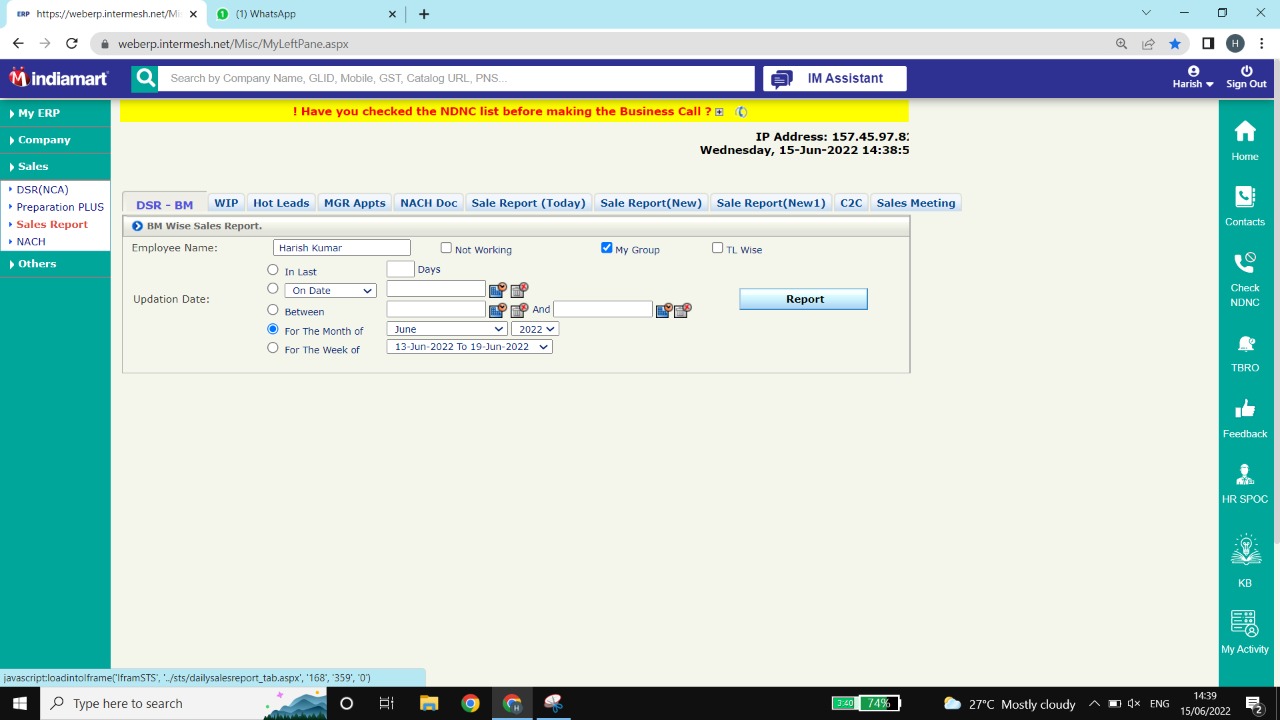 ERP https://weberp.intermesh.net/Mi
(1) WhatsApp
weberp.intermesh.net/Misc/MyLeftPane.aspx
H
indiamart
Search by Company Name, GLID, Mobile, GST, Catalog URL, PNS...
IM Assistant
Harish
Sign Out
My ERP
Company
Sales
DSR(NCA)
Preparation PLUS
Sales Report
NACH
Others
! Have you checked the NDNC list before making the Business Call ?
IP Address: 157.45.97.82
Wednesday, 15-Jun-2022 14:38:5
DSR - BM WIP Hot Leads MGR Appts NACH Doc Sale Report (Today) Sale Report(New) Sale Report(New1) C2C Sales Meeting
BM Wise Sales Report.
Employee Name: Harish Kumar Not Working My Group TL Wise
In Last Days
On Date
Updation Date:
Report
Between And
For The Month of June 2022
For The Week of 13-Jun-2022 To 19-Jun-2022
Home
Contacts
Check
NDNC
TBRO
Feedback
HR SPOC
KB
My Activity
javascript:loadintoIframe('IframSTS', '../sts/dailysalesreport_tab.aspx', '168', '359', '0')
Type here to search
3:40 74%
27°C Mostly cloudy
ENG
14:39
15/06/2022
2